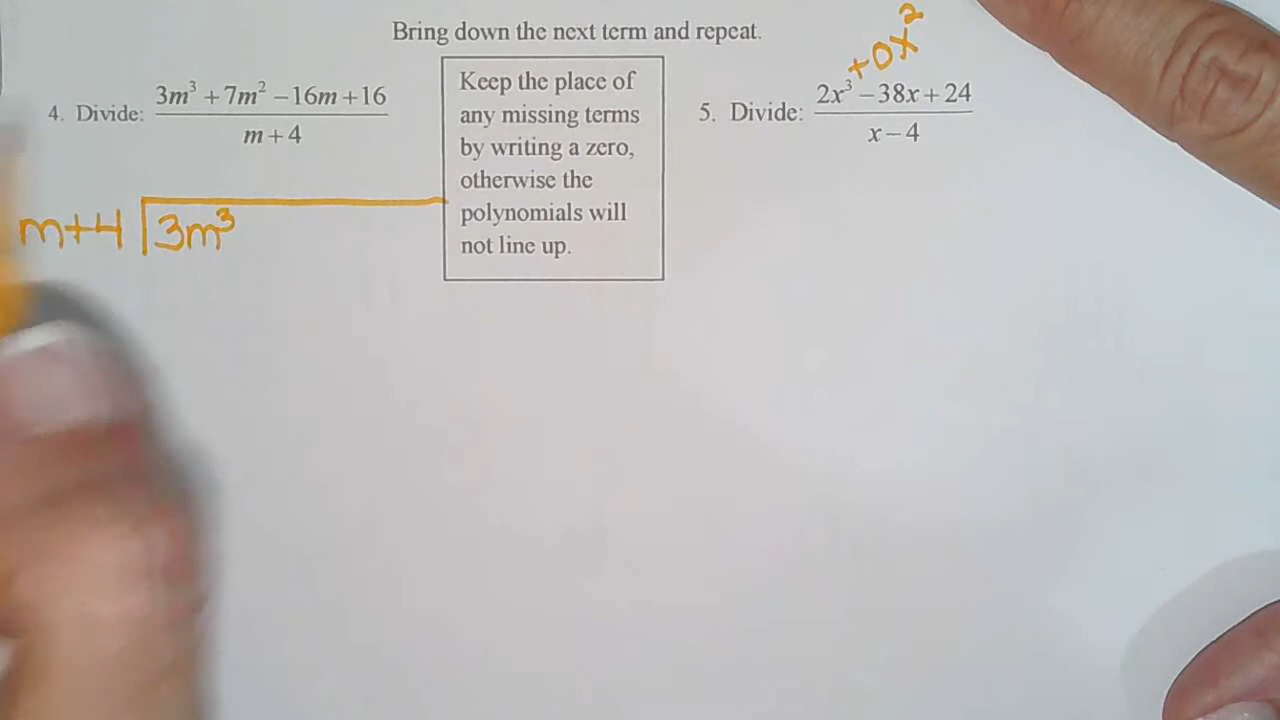 Bring down the next term and repeat.
4. Divide: (3m³ + 7m² − 16m + 16)/(m + 4)
m+4 | 3m³
Keep the place of
any missing terms
by writing a zero,
otherwise the
polynomials will
not line up.
+0x²
5. Divide: (2x³ − 38x + 24)/(x − 4)